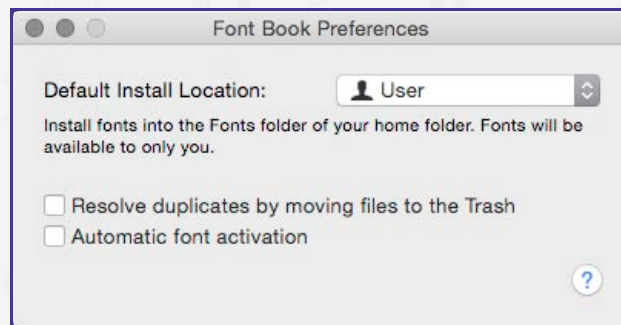 Font Book Preferences
Default Install Location: User
Install fonts into the Fonts folder of your home folder. Fonts will be
available to only you.
Resolve duplicates by moving files to the Trash
Automatic font activation
?